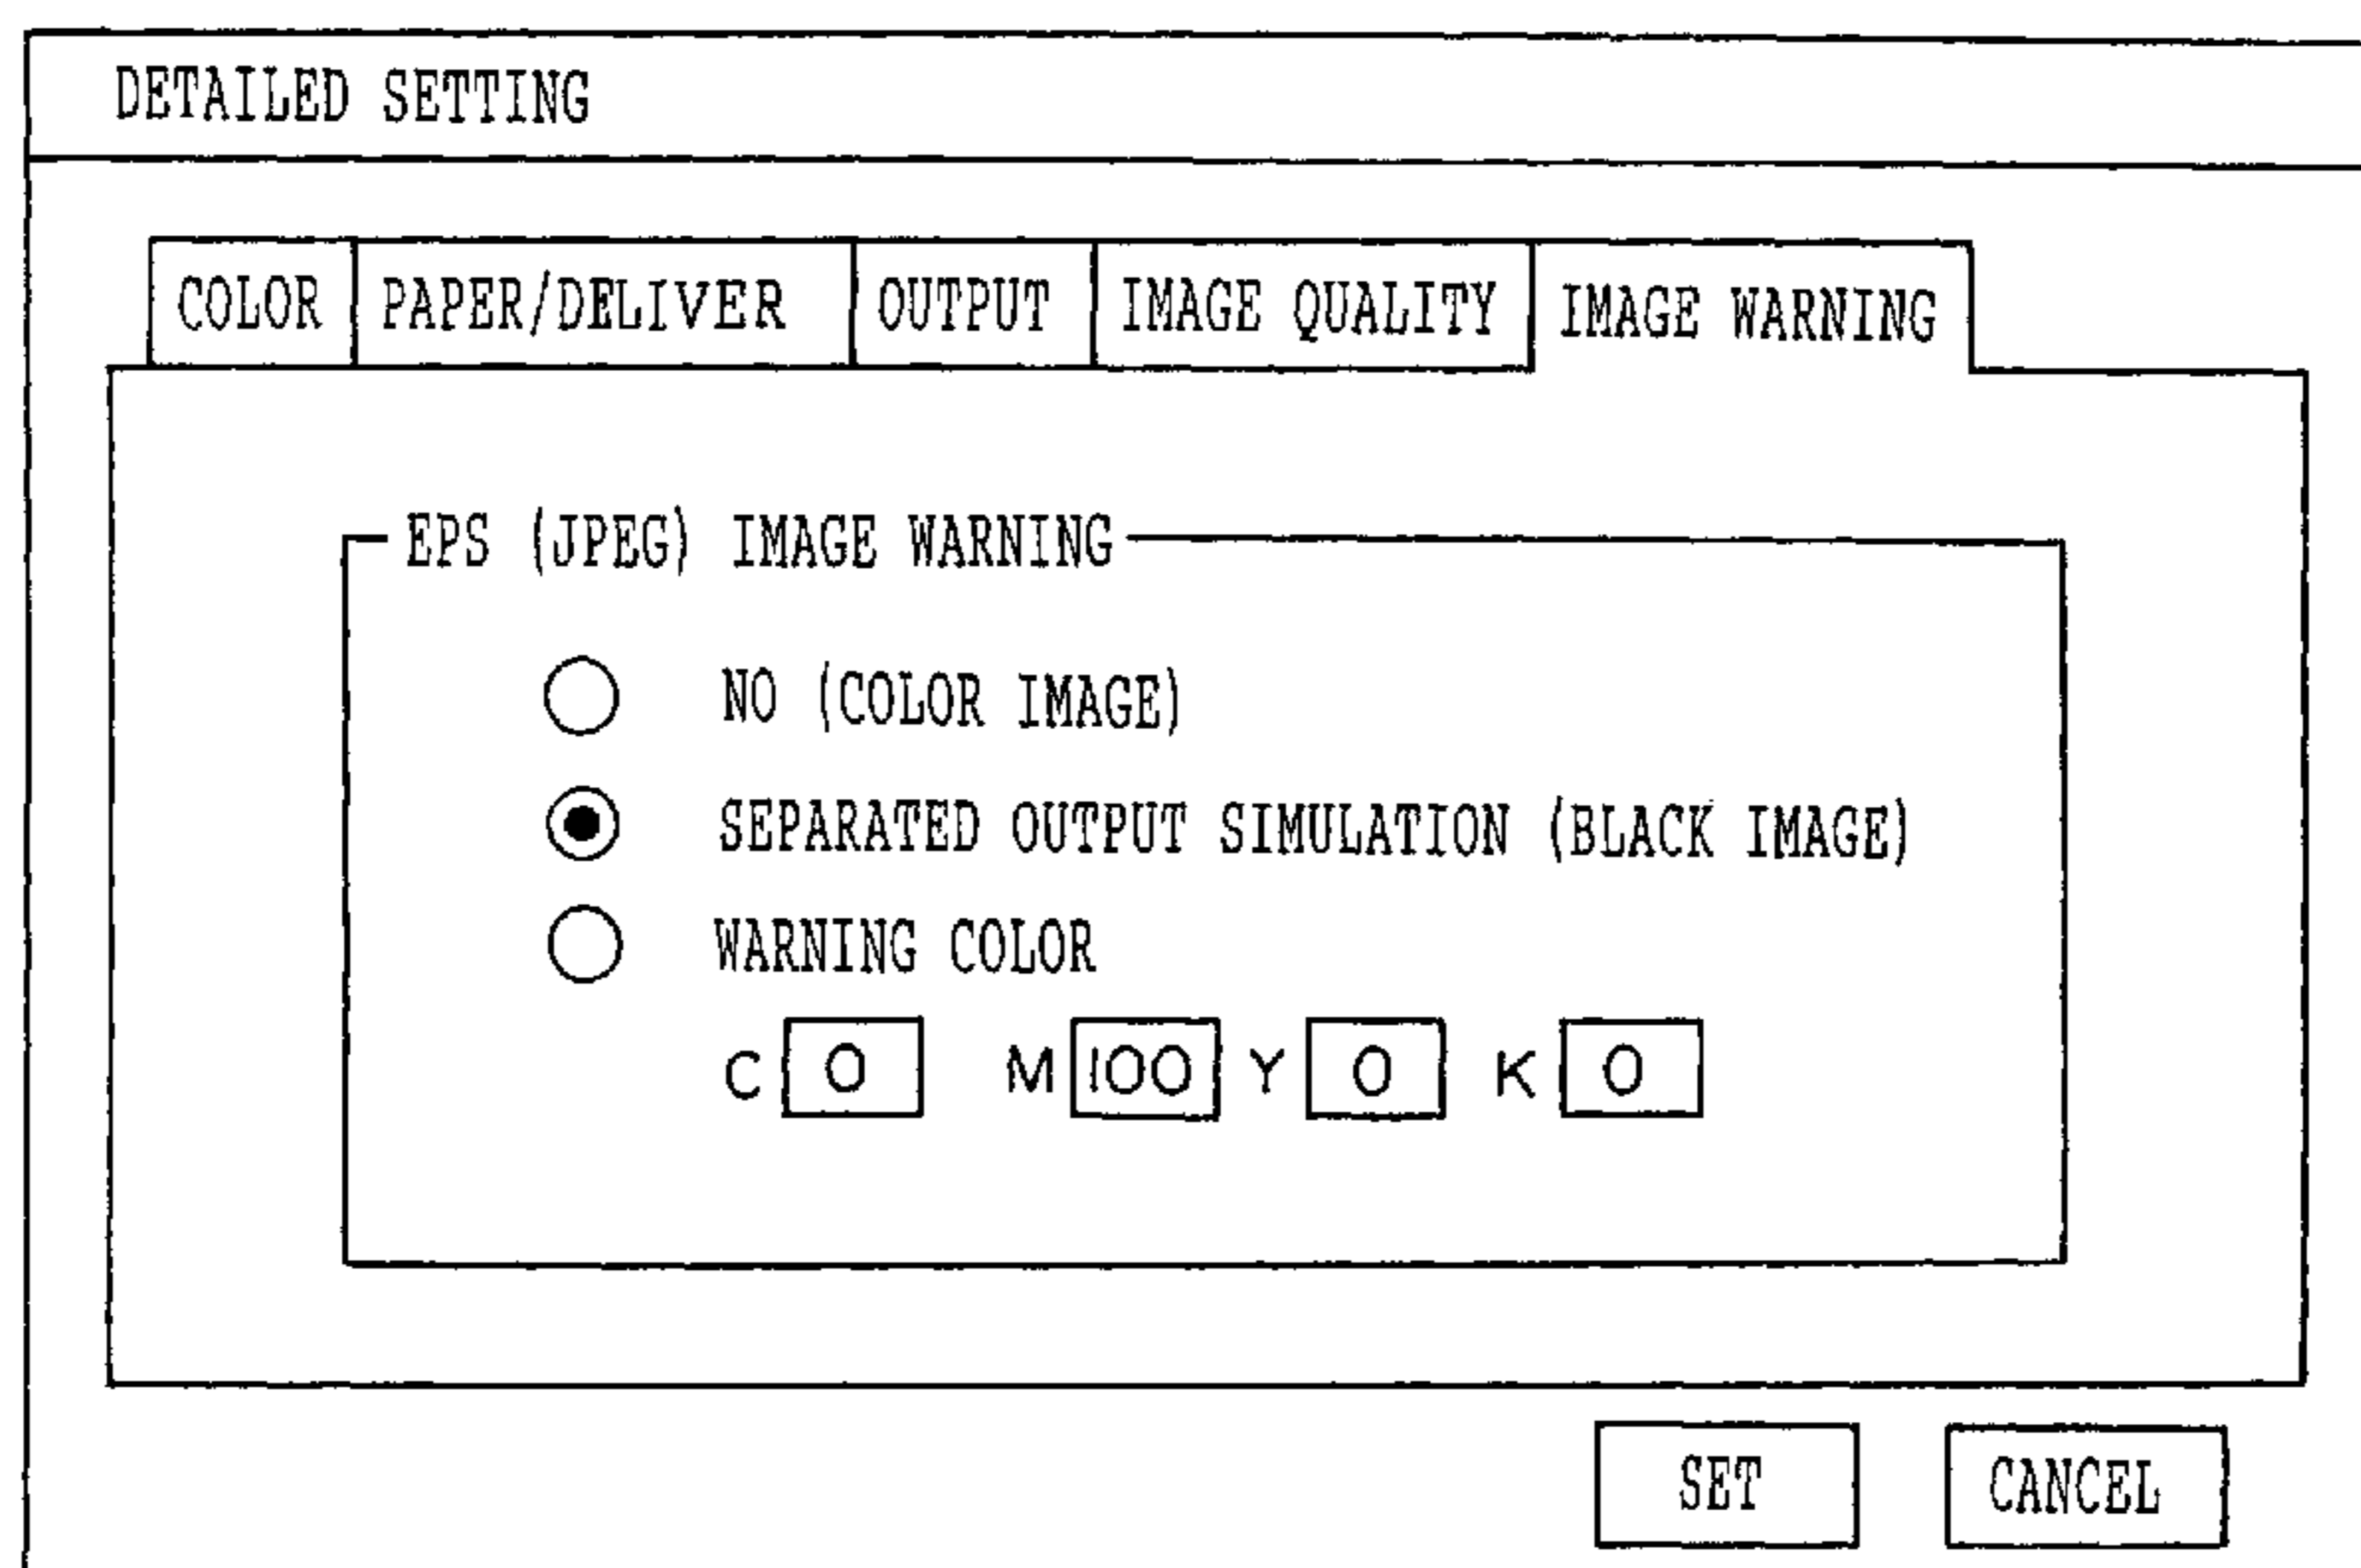 DETAILED SETTING
COLOR PAPER/DELIVER OUTPUT IMAGE QUALITY IMAGE WARNING
EPS (JPEG) IMAGE WARNING
NO (COLOR IMAGE)
SEPARATED OUTPUT SIMULATION (BLACK IMAGE)
WARNING COLOR
C 0 M 100 Y 0 K 0
SET CANCEL